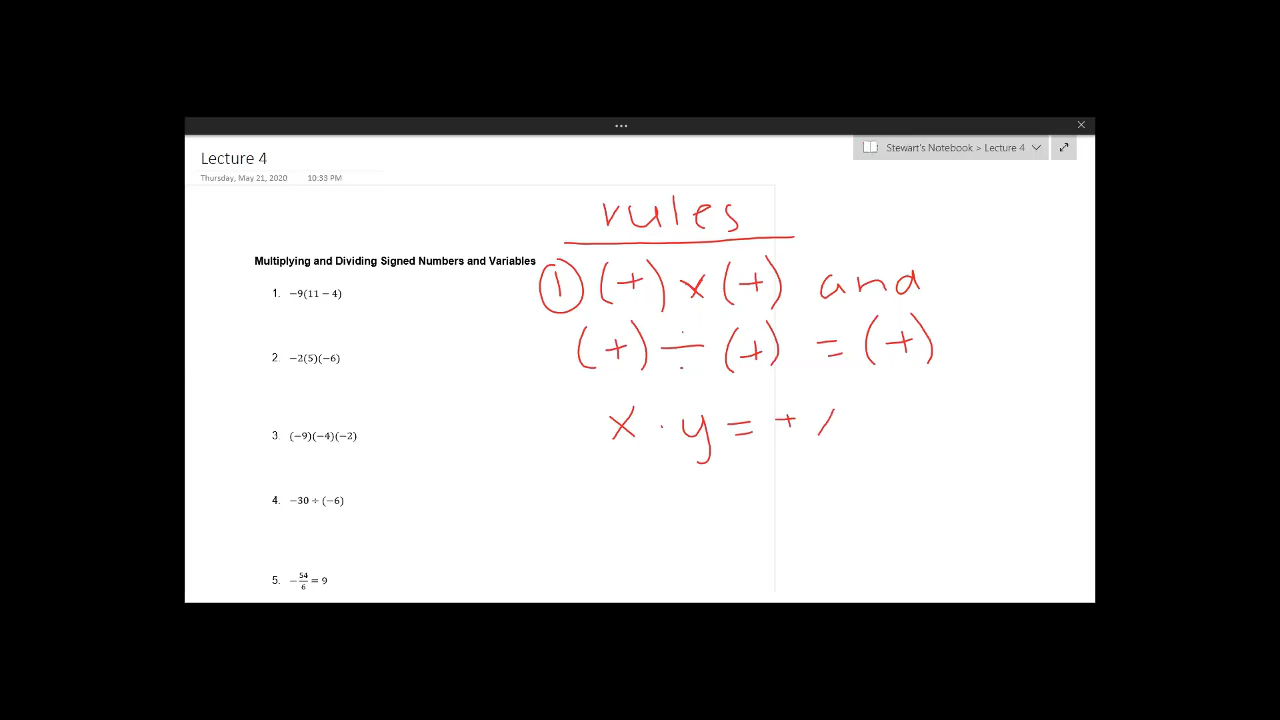 Stewart's Notebook > Lecture 4
Lecture 4
Thursday, May 21, 2020 10:33 PM
rules
Multiplying and Dividing Signed Numbers and Variables
① (+) × (+) and
(+) ÷ (+) = (+)
x · y = +
1. −9(11 − 4)
2. −2(5)(−6)
3. (−9)(−4)(−2)
4. −30 ÷ (−6)
5. −54/6 = 9